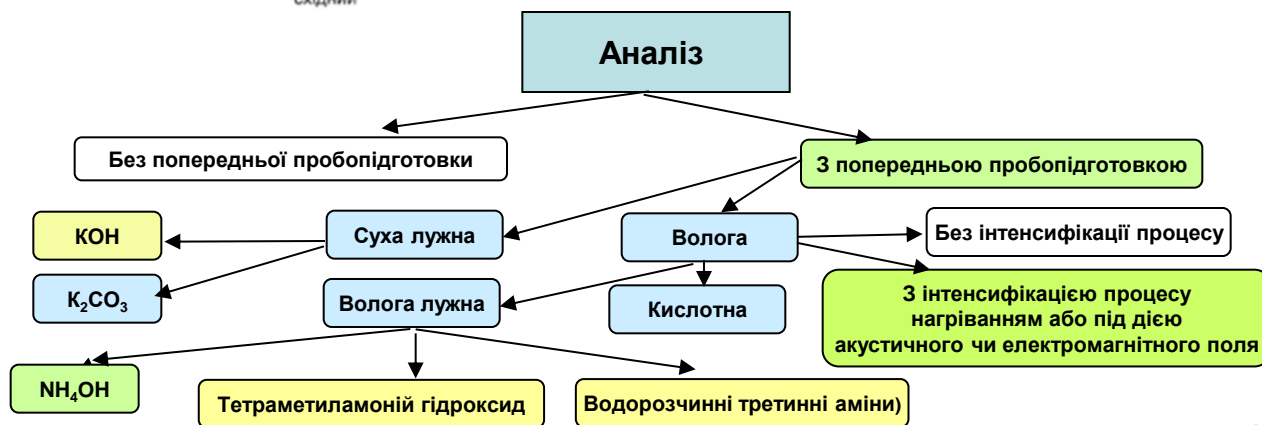 східний
Аналіз
Без попередньої пробопідготовки
З попередньою пробопідготовкою
КОН
Суха лужна
Волога
Без інтенсифікації процесу
K₂CO₃
Волога лужна
Кислотна
З інтенсифікацією процесу
нагріванням або під дією
акустичного чи електромагнітного поля
NH₄OH
Тетраметиламоній гідроксид
Водорозчинні третинні аміни)